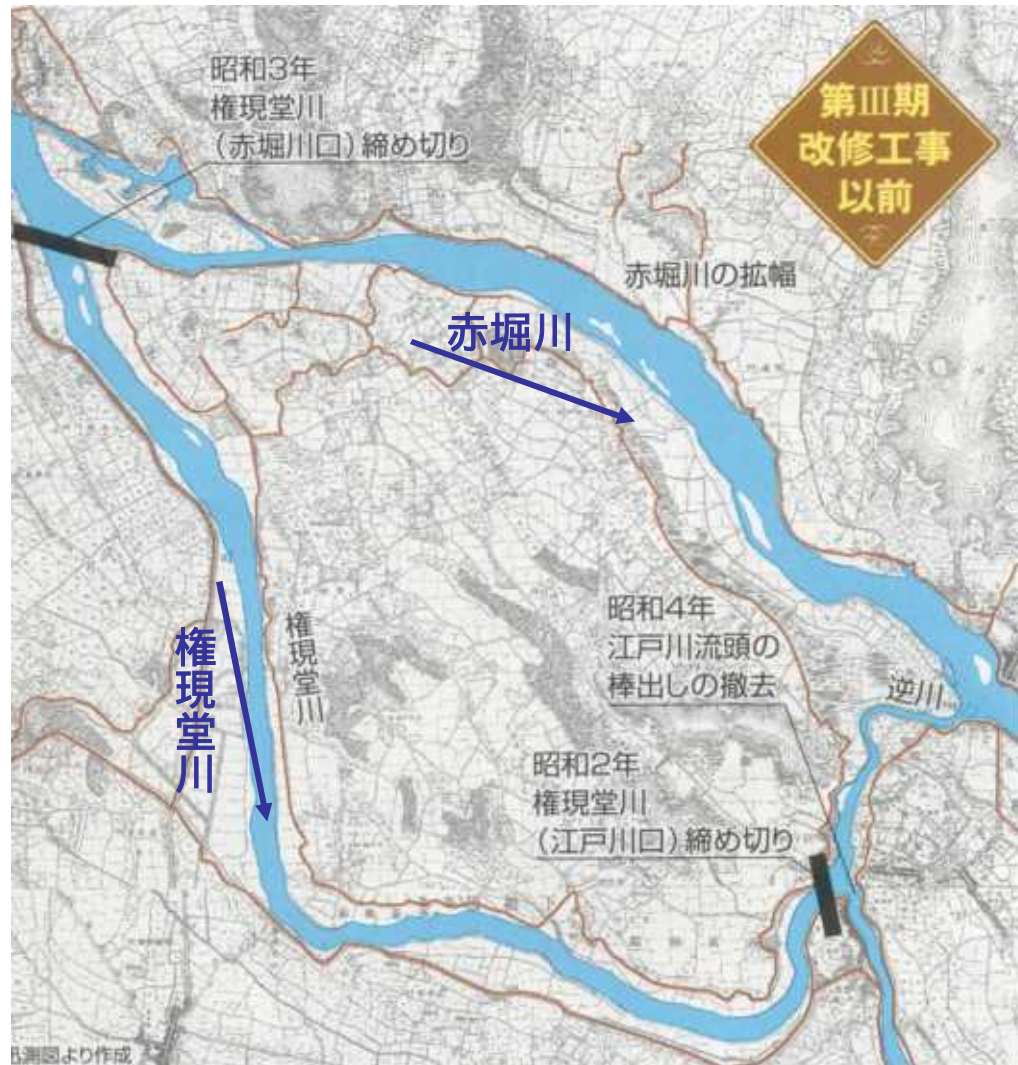 昭和3年
権現堂川
(赤堀川口)締め切り
第Ⅲ期
改修工事
以前
赤堀川の拡幅
赤堀川
権現堂川
権現堂川
昭和4年
江戸川流頭の
棒出しの撤去
逆川
昭和2年
権現堂川
(江戸川口)締め切り
迅測図より作成